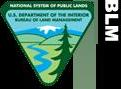 NATIONAL SYSTEM OF PUBLIC LANDS
U.S. DEPARTMENT OF THE INTERIOR
BUREAU OF LAND MANAGEMENT
BLM